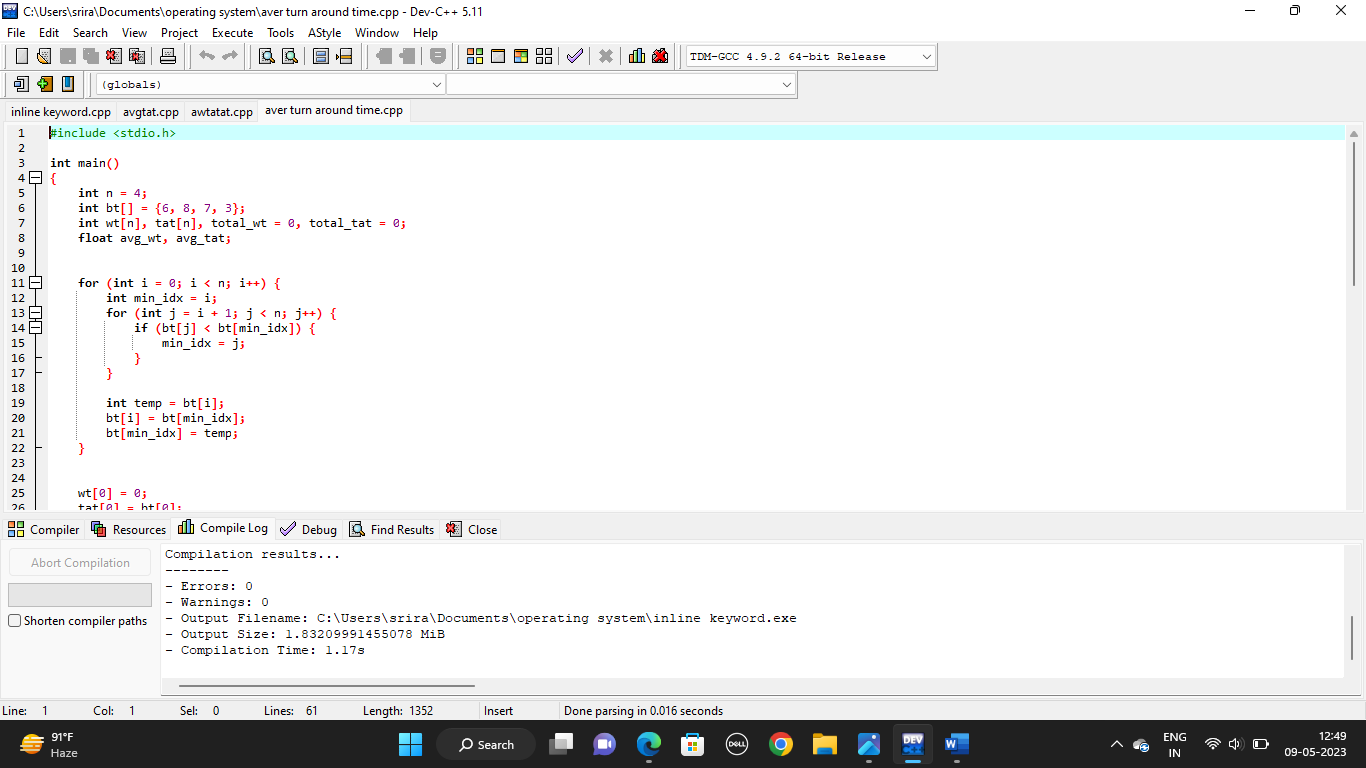 C:\Users\srira\Documents\operating system\aver turn around time.cpp - Dev-C++ 5.11
File Edit Search View Project Execute Tools AStyle Window Help
TDM-GCC 4.9.2 64-bit Release
(globals)
inline keyword.cpp avgtat.cpp awtatat.cpp aver turn around time.cpp
1 #include <stdio.h>
2
3 int main()
4 {
5 int n = 4;
6 int bt[] = {6, 8, 7, 3};
7 int wt[n], tat[n], total_wt = 0, total_tat = 0;
8 float avg_wt, avg_tat;
9
10
11 for (int i = 0; i < n; i++) {
12 int min_idx = i;
13 for (int j = i + 1; j < n; j++) {
14 if (bt[j] < bt[min_idx]) {
15 min_idx = j;
16 }
17 }
18
19 int temp = bt[i];
20 bt[i] = bt[min_idx];
21 bt[min_idx] = temp;
22 }
23
24
25 wt[0] = 0;
26 tat[0] = bt[0];
Compiler Resources Compile Log Debug Find Results Close
Abort Compilation
Shorten compiler paths
Compilation results...
--------
- Errors: 0
- Warnings: 0
- Output Filename: C:\Users\srira\Documents\operating system\inline keyword.exe
- Output Size: 1.83209991455078 MiB
- Compilation Time: 1.17s
Line: 1 Col: 1 Sel: 0 Lines: 61 Length: 1352 Insert Done parsing in 0.016 seconds
91°F
Haze
Search
DELL
DEV
ENG
IN
12:49
09-05-2023